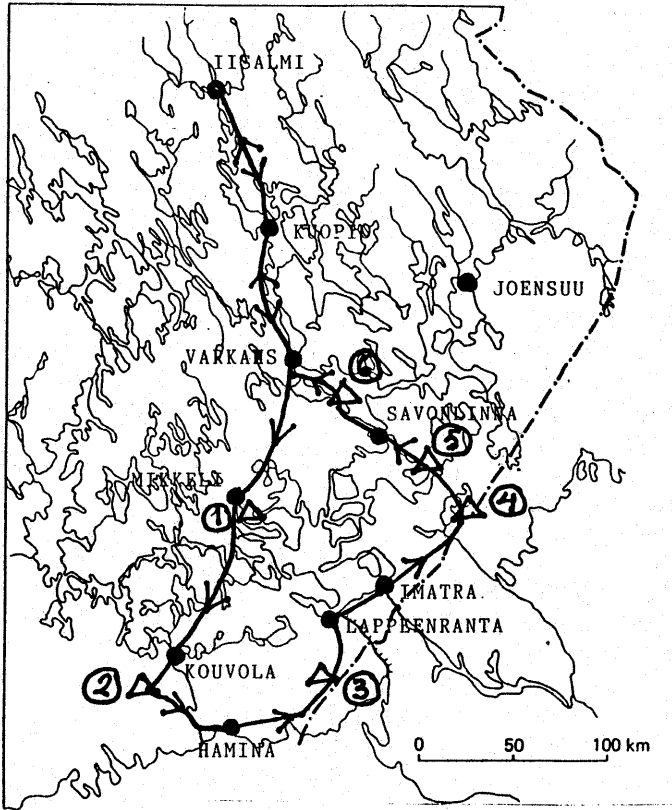 IISALMI
KUOPIO
JOENSUU
VARKAUS
6
SAVONLINNA
5
MIKKELI
4
1
IMATRA
LAPPEENRANTA
KOUVOLA
2
3
HAMINA
0 50 100 km